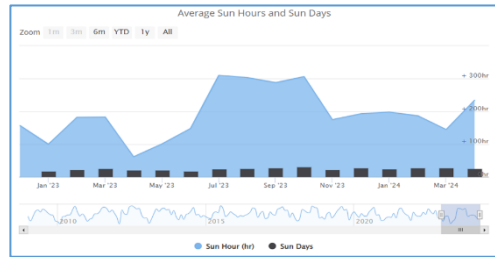 Average Sun Hours and Sun Days
Zoom 1m 3m 6m YTD 1y All
+ 300hr
+ 200hr
+ 100hr
Jan '23 Mar '23 May '23 Jul '23 Sep '23 Nov '23 Jan '24 Mar '24
2010 2015 2020
Sun Hour (hr) Sun Days